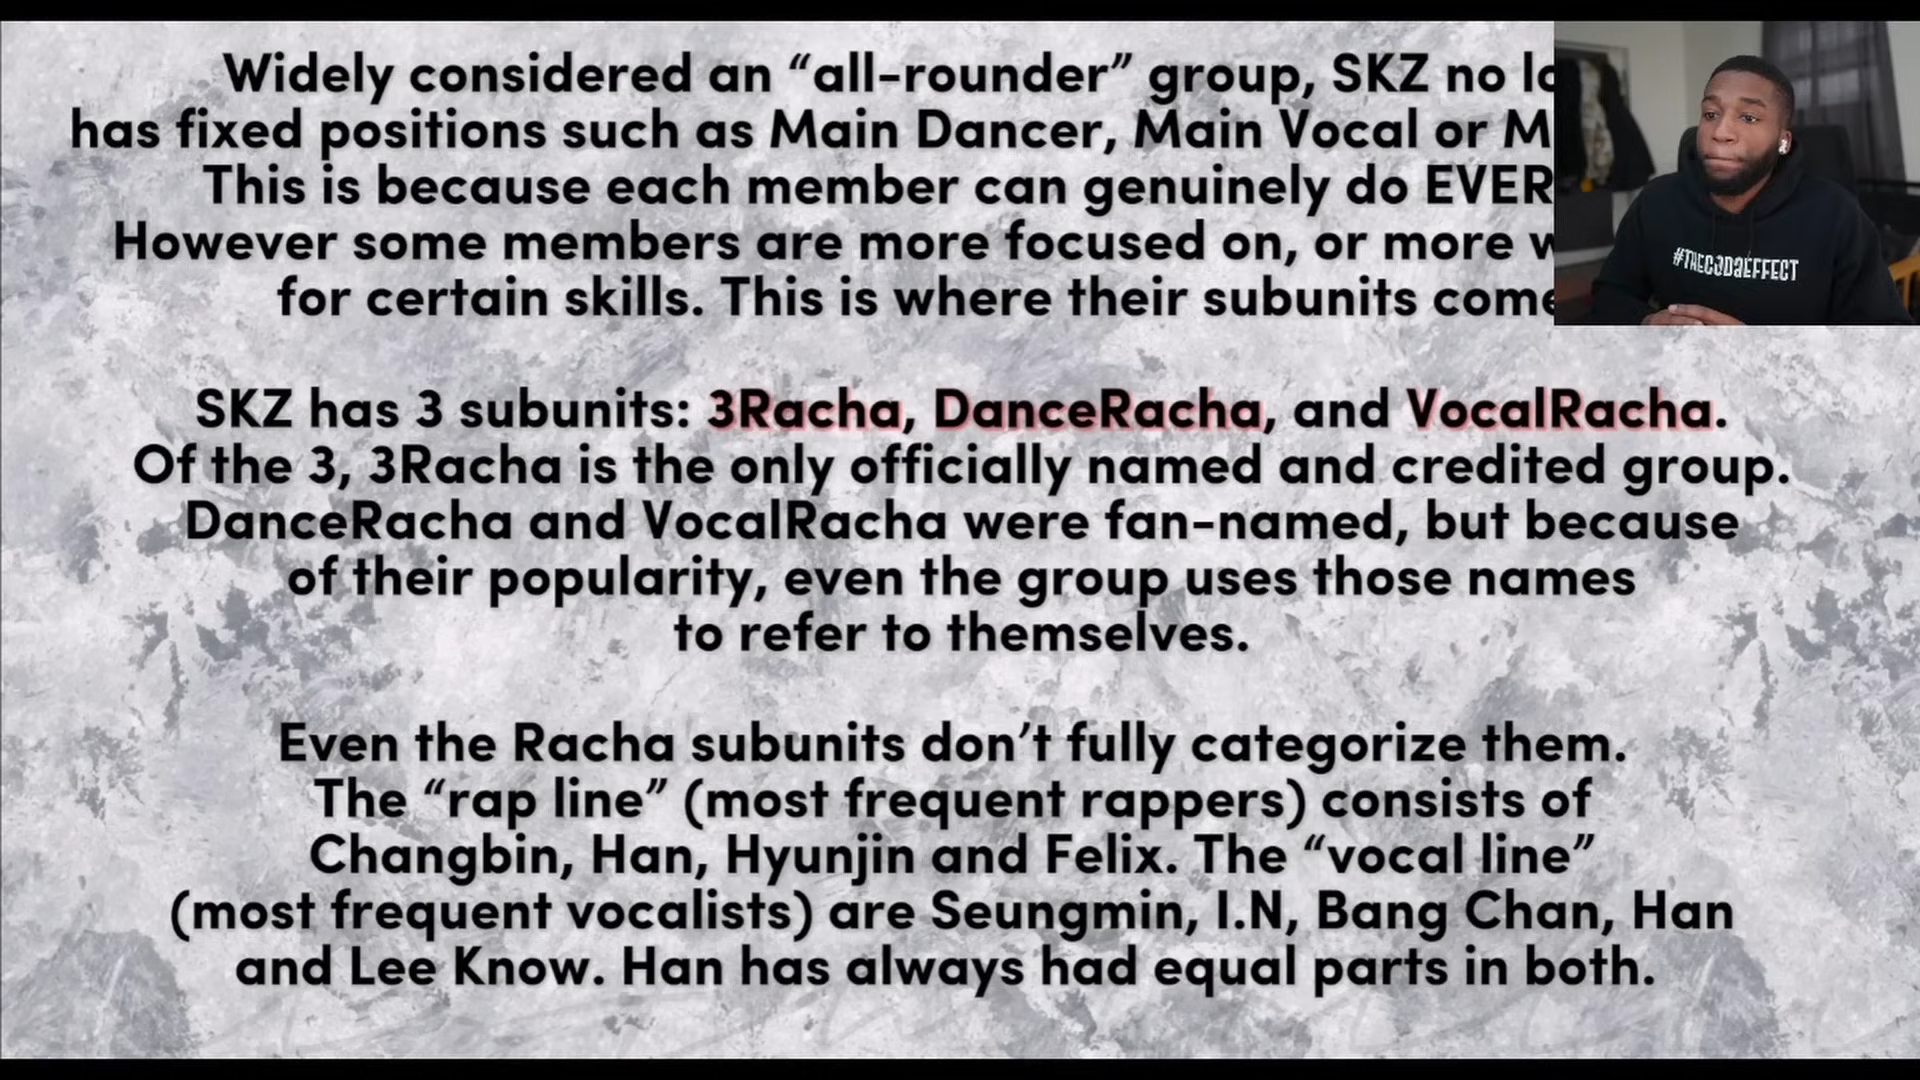 Widely considered an “all-rounder” group, SKZ no
has fixed positions such as Main Dancer, Main Vocal or
This is because each member can genuinely do
However some members are more focused on, or more
for certain skills. This is where their subunits come
#THECODAEFFECT
SKZ has 3 subunits: 3Racha, DanceRacha, and VocalRacha.
Of the 3, 3Racha is the only officially named and credited group.
DanceRacha and VocalRacha were fan-named, but because
of their popularity, even the group uses those names
to refer to themselves.
Even the Racha subunits don’t fully categorize them.
The “rap line” (most frequent rappers) consists of
Changbin, Han, Hyunjin and Felix. The “vocal line”
(most frequent vocalists) are Seungmin, I.N, Bang Chan, Han
and Lee Know. Han has always had equal parts in both.